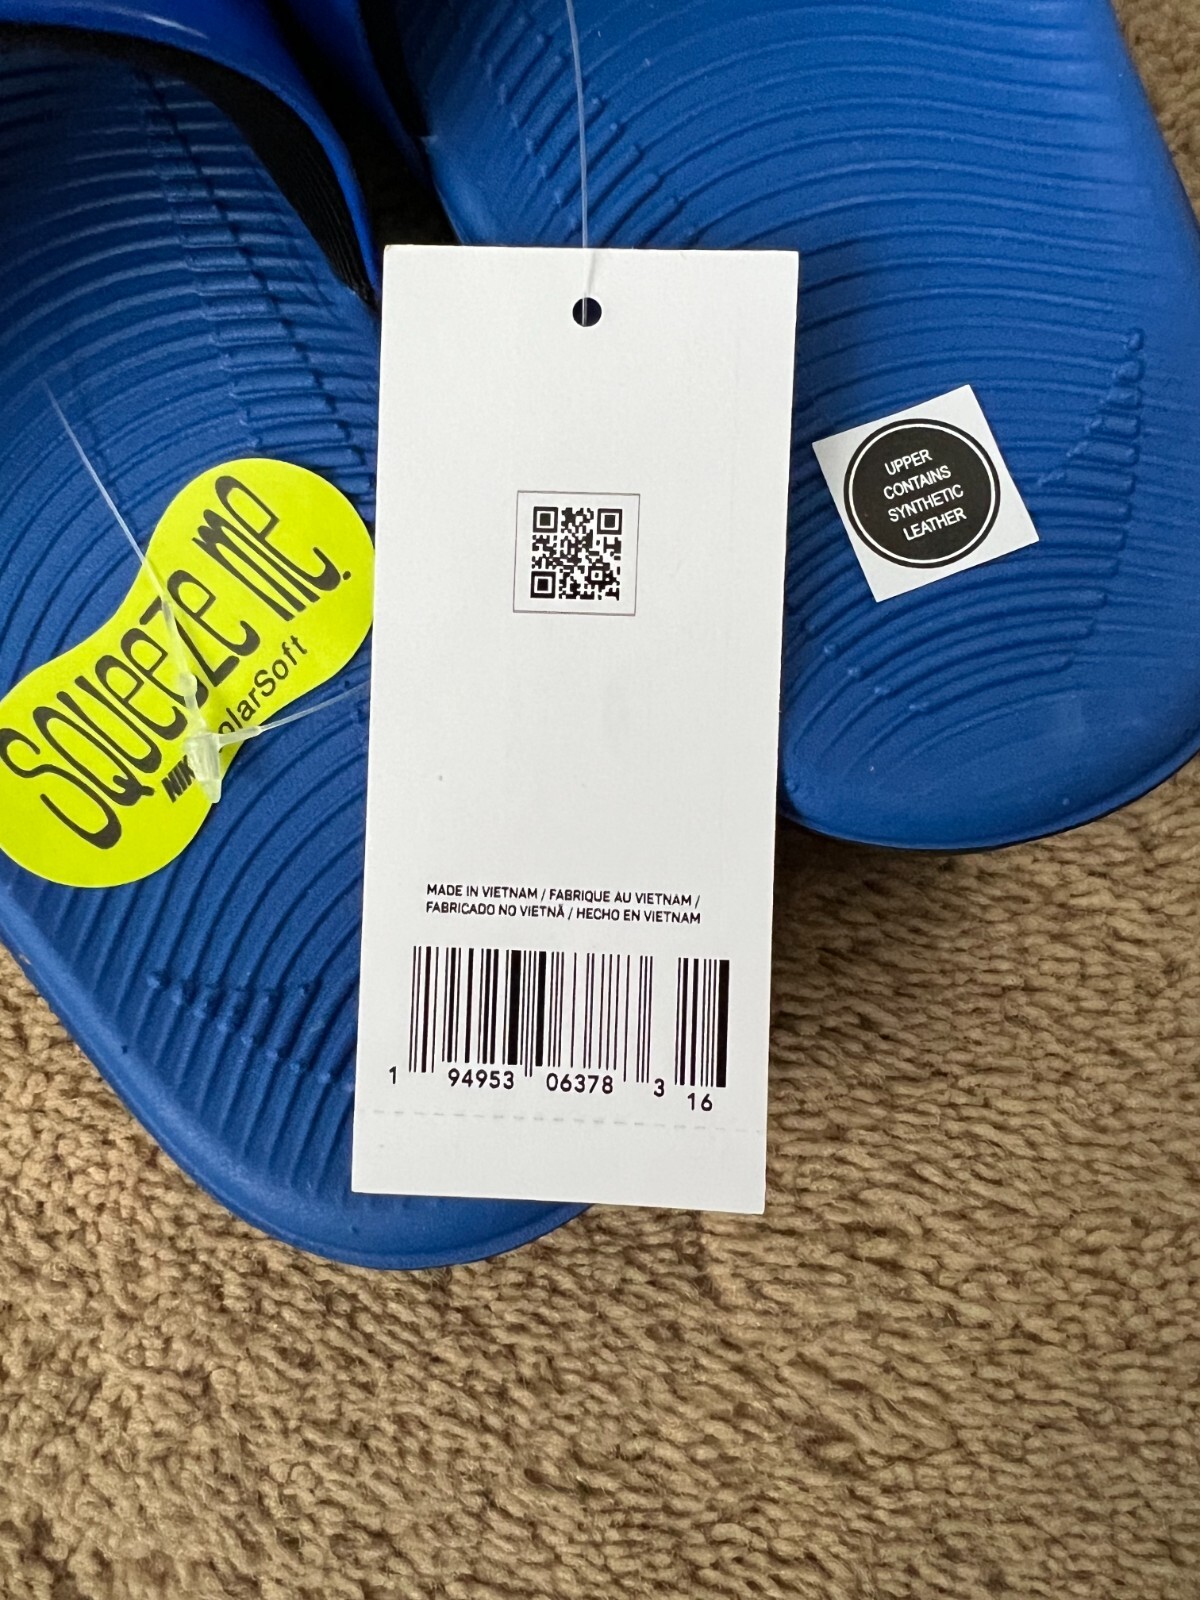 UPPER
CONTAINS
SYNTHETIC
LEATHER
Squeeze me.
MADE IN VIETNAM / FABRIQUE AU VIETNAM /
FABRICADO NO VIETNÃ / HECHO EN VIETNAM
1 94953 06378 3 16